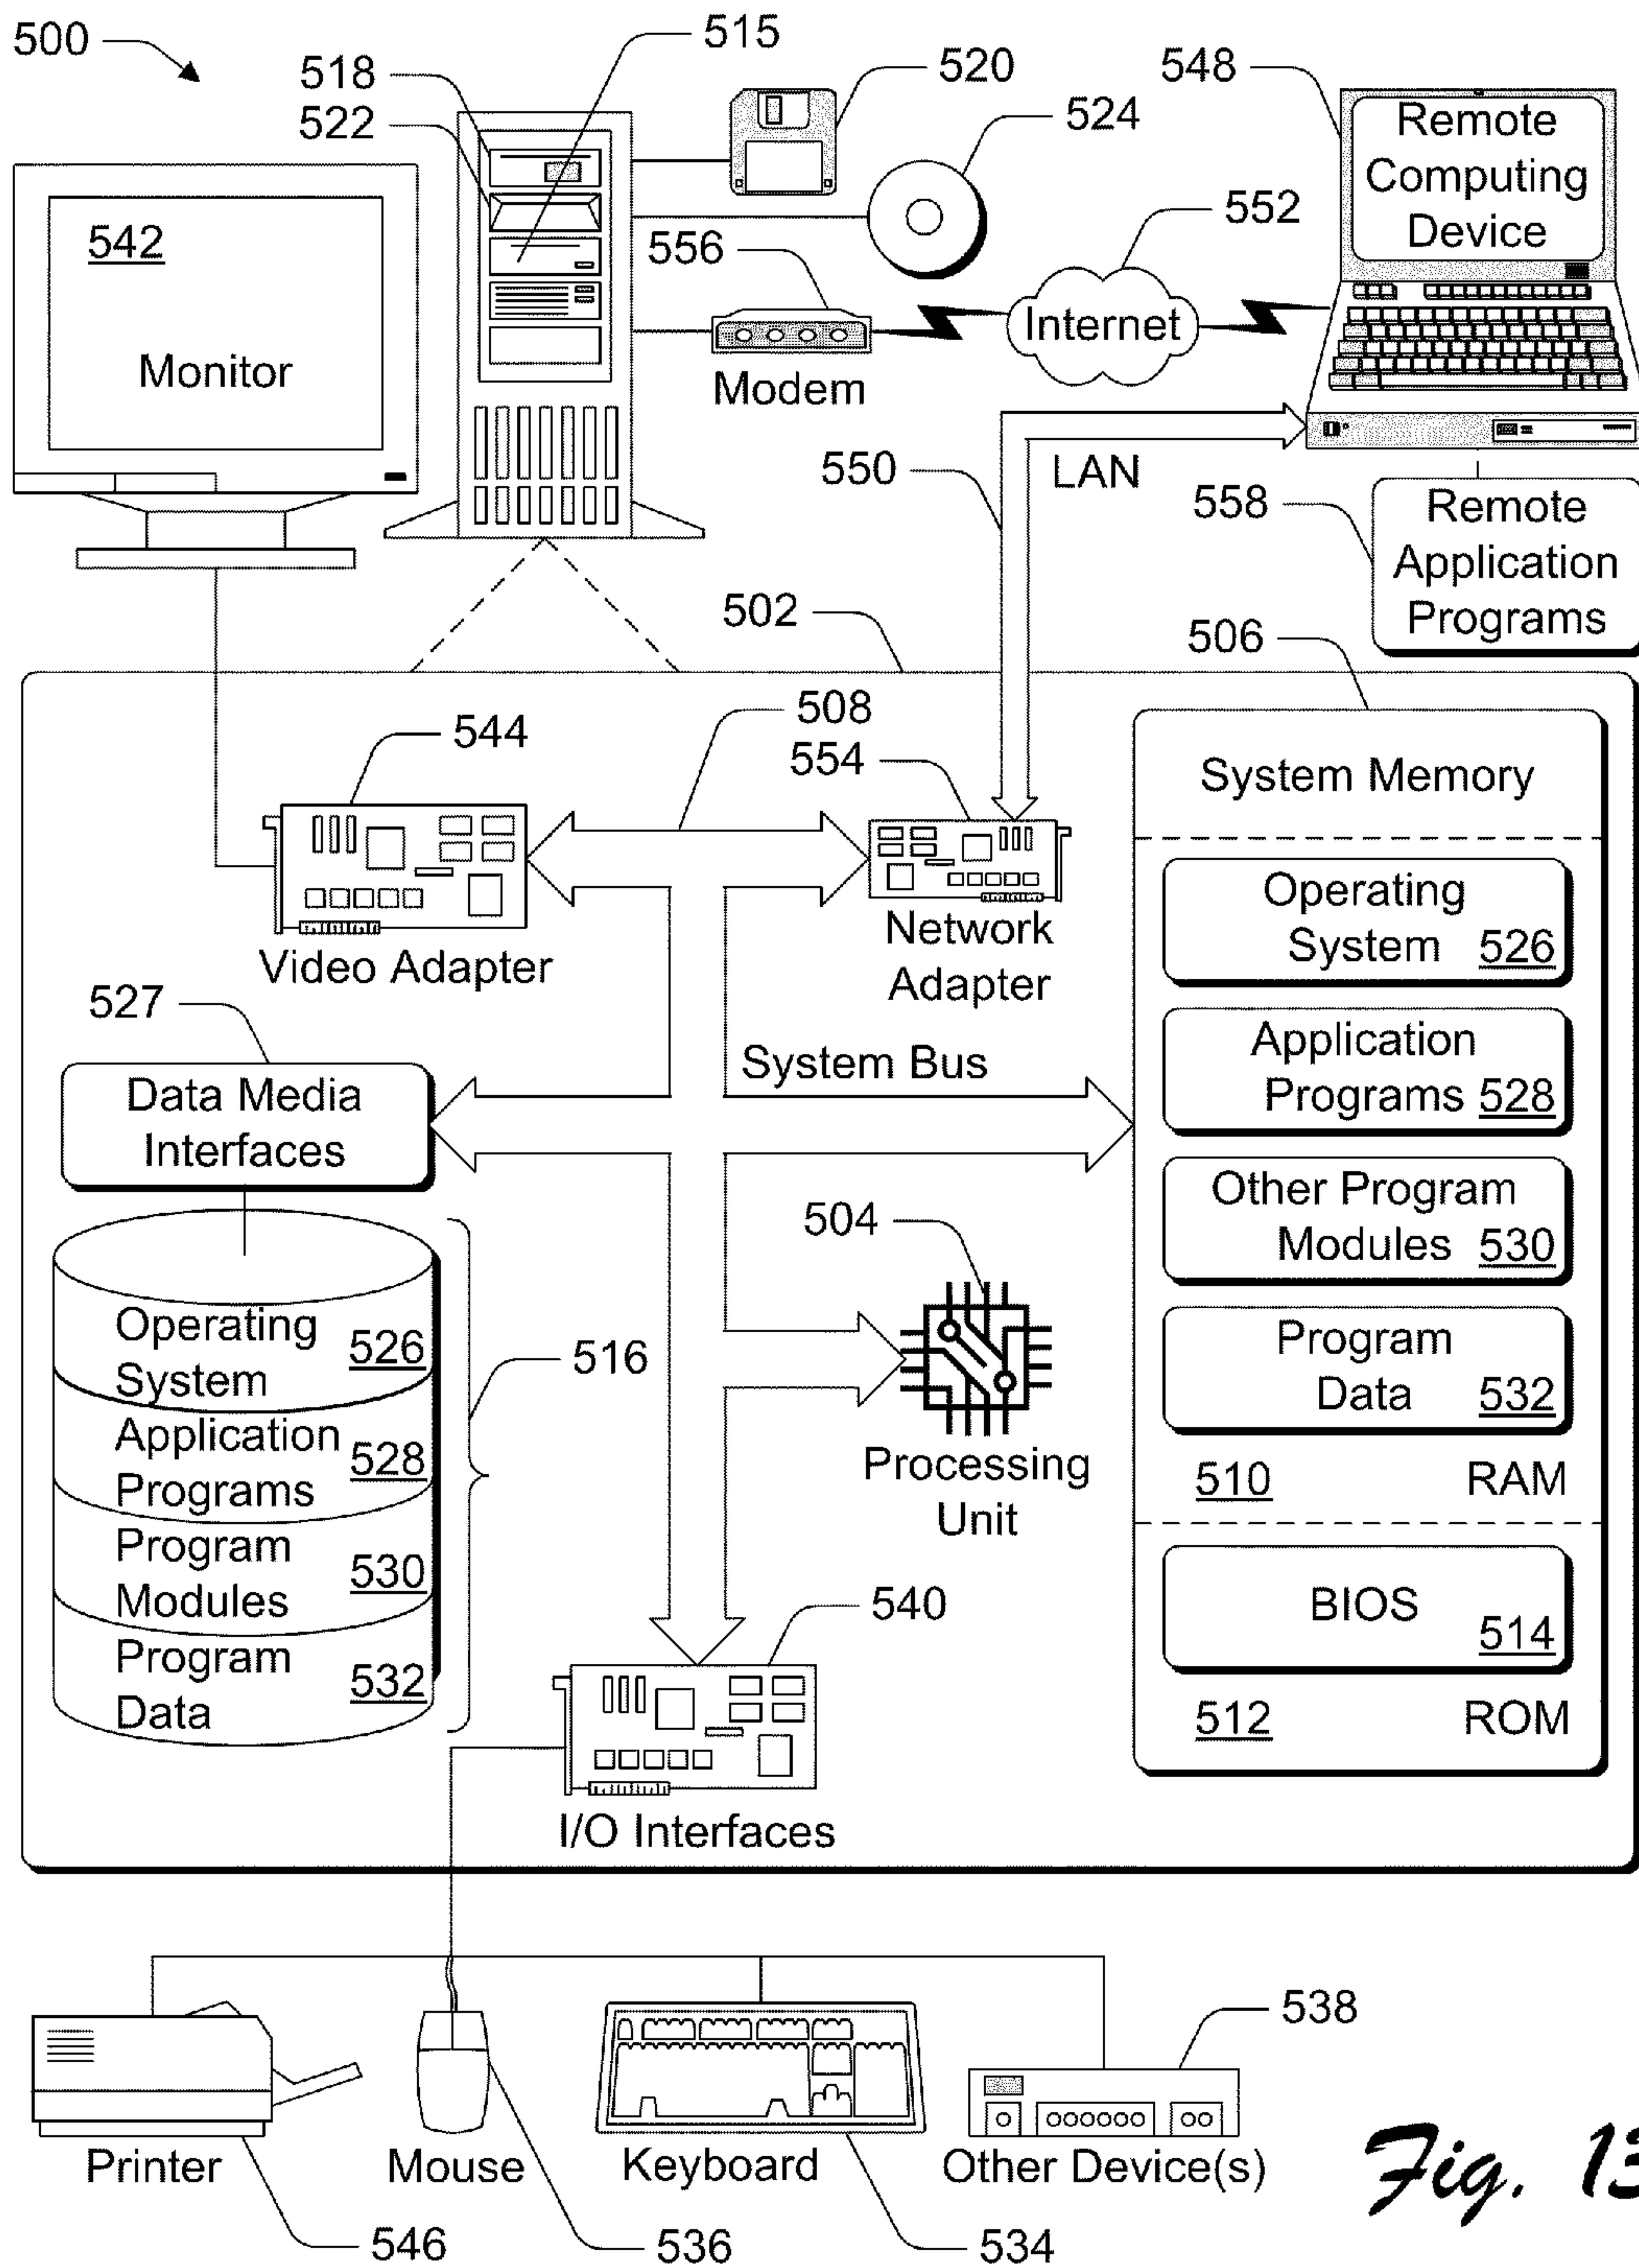 500
515
518
522
520
524
548
Remote
Computing
Device
542
Monitor
556
Modem
552
Internet
550
LAN
558
Remote
Application
Programs
502
506
508
544
554
Video Adapter
Network
Adapter
System Memory
Operating
System 526
Application
Programs 528
Other Program
Modules 530
Program
Data 532
510 RAM
BIOS
514
512 ROM
527
Data Media
Interfaces
System Bus
504
Processing
Unit
Operating
System 526
Application
Programs 528
Program
Modules 530
Program
Data 532
516
540
I/O Interfaces
538
Printer
Mouse
Keyboard
Other Device(s)
546
536
534
Fig. 13